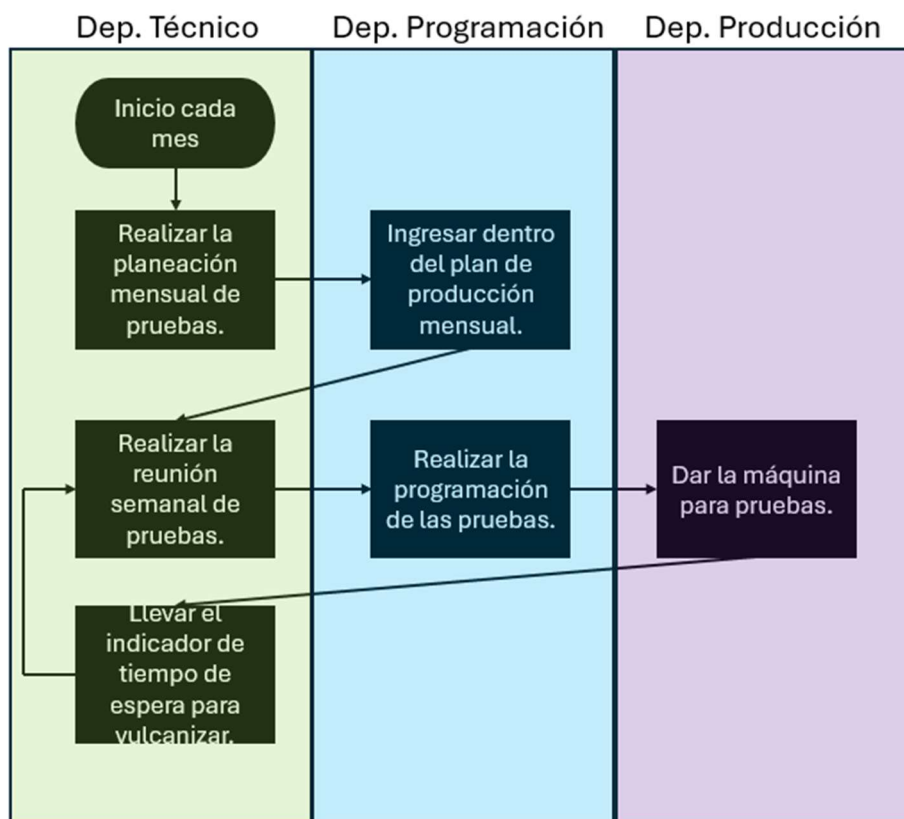 Dep. Técnico
Dep. Programación
Dep. Producción
Inicio cada
mes
Realizar la
planeación
mensual de
pruebas.
Ingresar dentro
del plan de
producción
mensual.
Realizar la
reunión
semanal de
pruebas.
Realizar la
programación
de las pruebas.
Dar la máquina
para pruebas.
Llevar el
indicador de
tiempo de
espera para
vulcanizar.